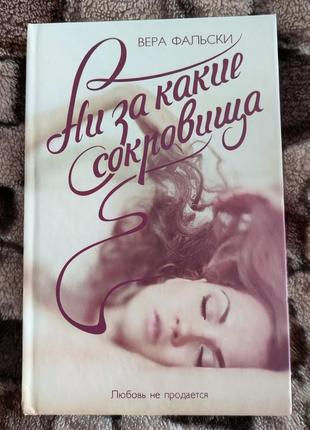 ВЕРА ФАЛЬСКИ
Ни за какие
сокровища
Любовь не продается